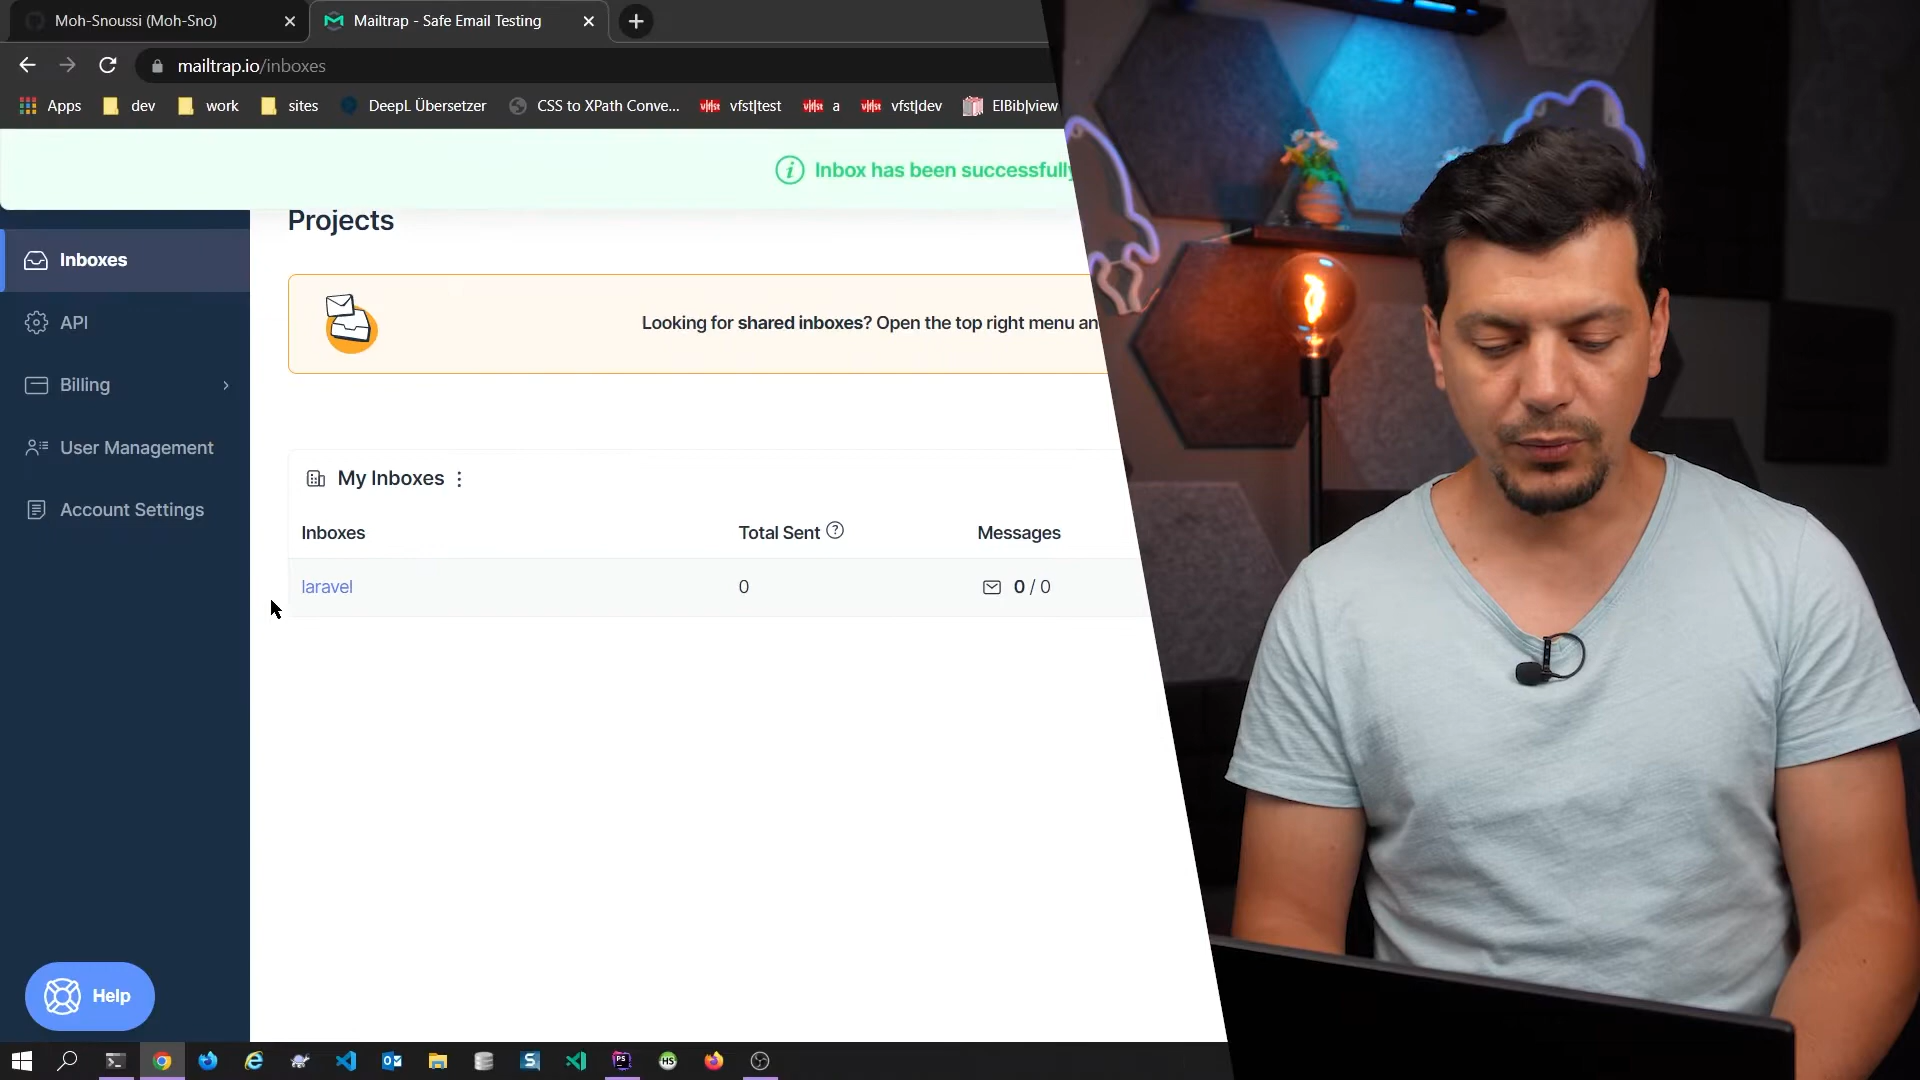 Moh-Snoussi (Moh-Sno)
Mailtrap - Safe Email Testing
mailtrap.io/inboxes
Apps
dev
work
sites
DeepL Übersetzer
CSS to XPath Conve...
vfst|test
a
vfst|dev
ElBib|view
Inbox has been successfully
Projects
Inboxes
API
Billing
User Management
Account Settings
Looking for shared inboxes? Open the top right menu an
My Inboxes
Inboxes
Total Sent
Messages
laravel
0
0 / 0
Help
PS
HS